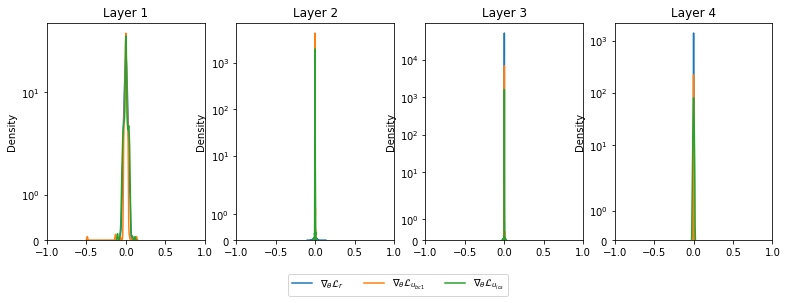 Layer 1 Layer 2 Layer 3 Layer 4
Density Density Density Density
10¹ 10⁰ 0
10³ 10² 10¹ 10⁰ 0
10⁴ 10³ 10² 10¹ 10⁰ 0
10³ 10² 10¹ 10⁰ 0
−1.0 −0.5 0.0 0.5 1.0 −1.0 −0.5 0.0 0.5 1.0 −1.0 −0.5 0.0 0.5 1.0 −1.0 −0.5 0.0 0.5 1.0
∇θℒr ∇θℒu_bc1 ∇θℒu_ics